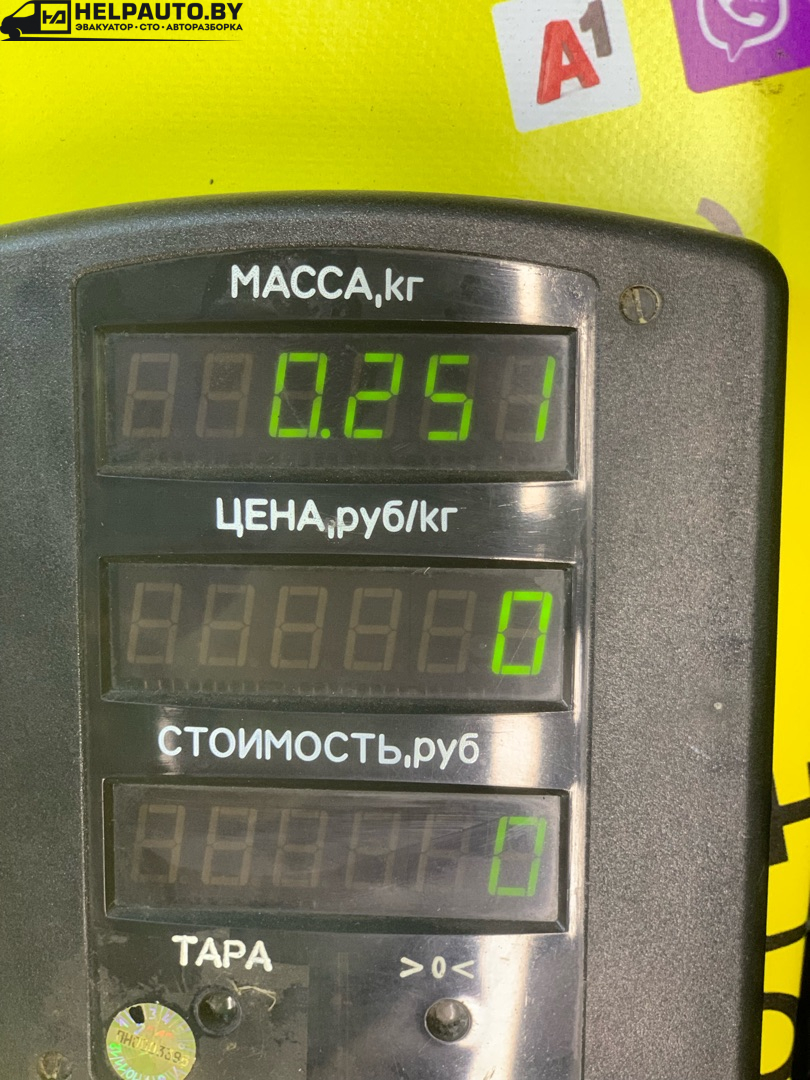 HELPAUTO.BY
ЭВАКУАТОР • СТО • АВТОРАЗБОРКА
A1
МАССА,кг
0.251
ЦЕНА,руб/кг
0
СТОИМОСТЬ,руб
0
ТАРА
>0<